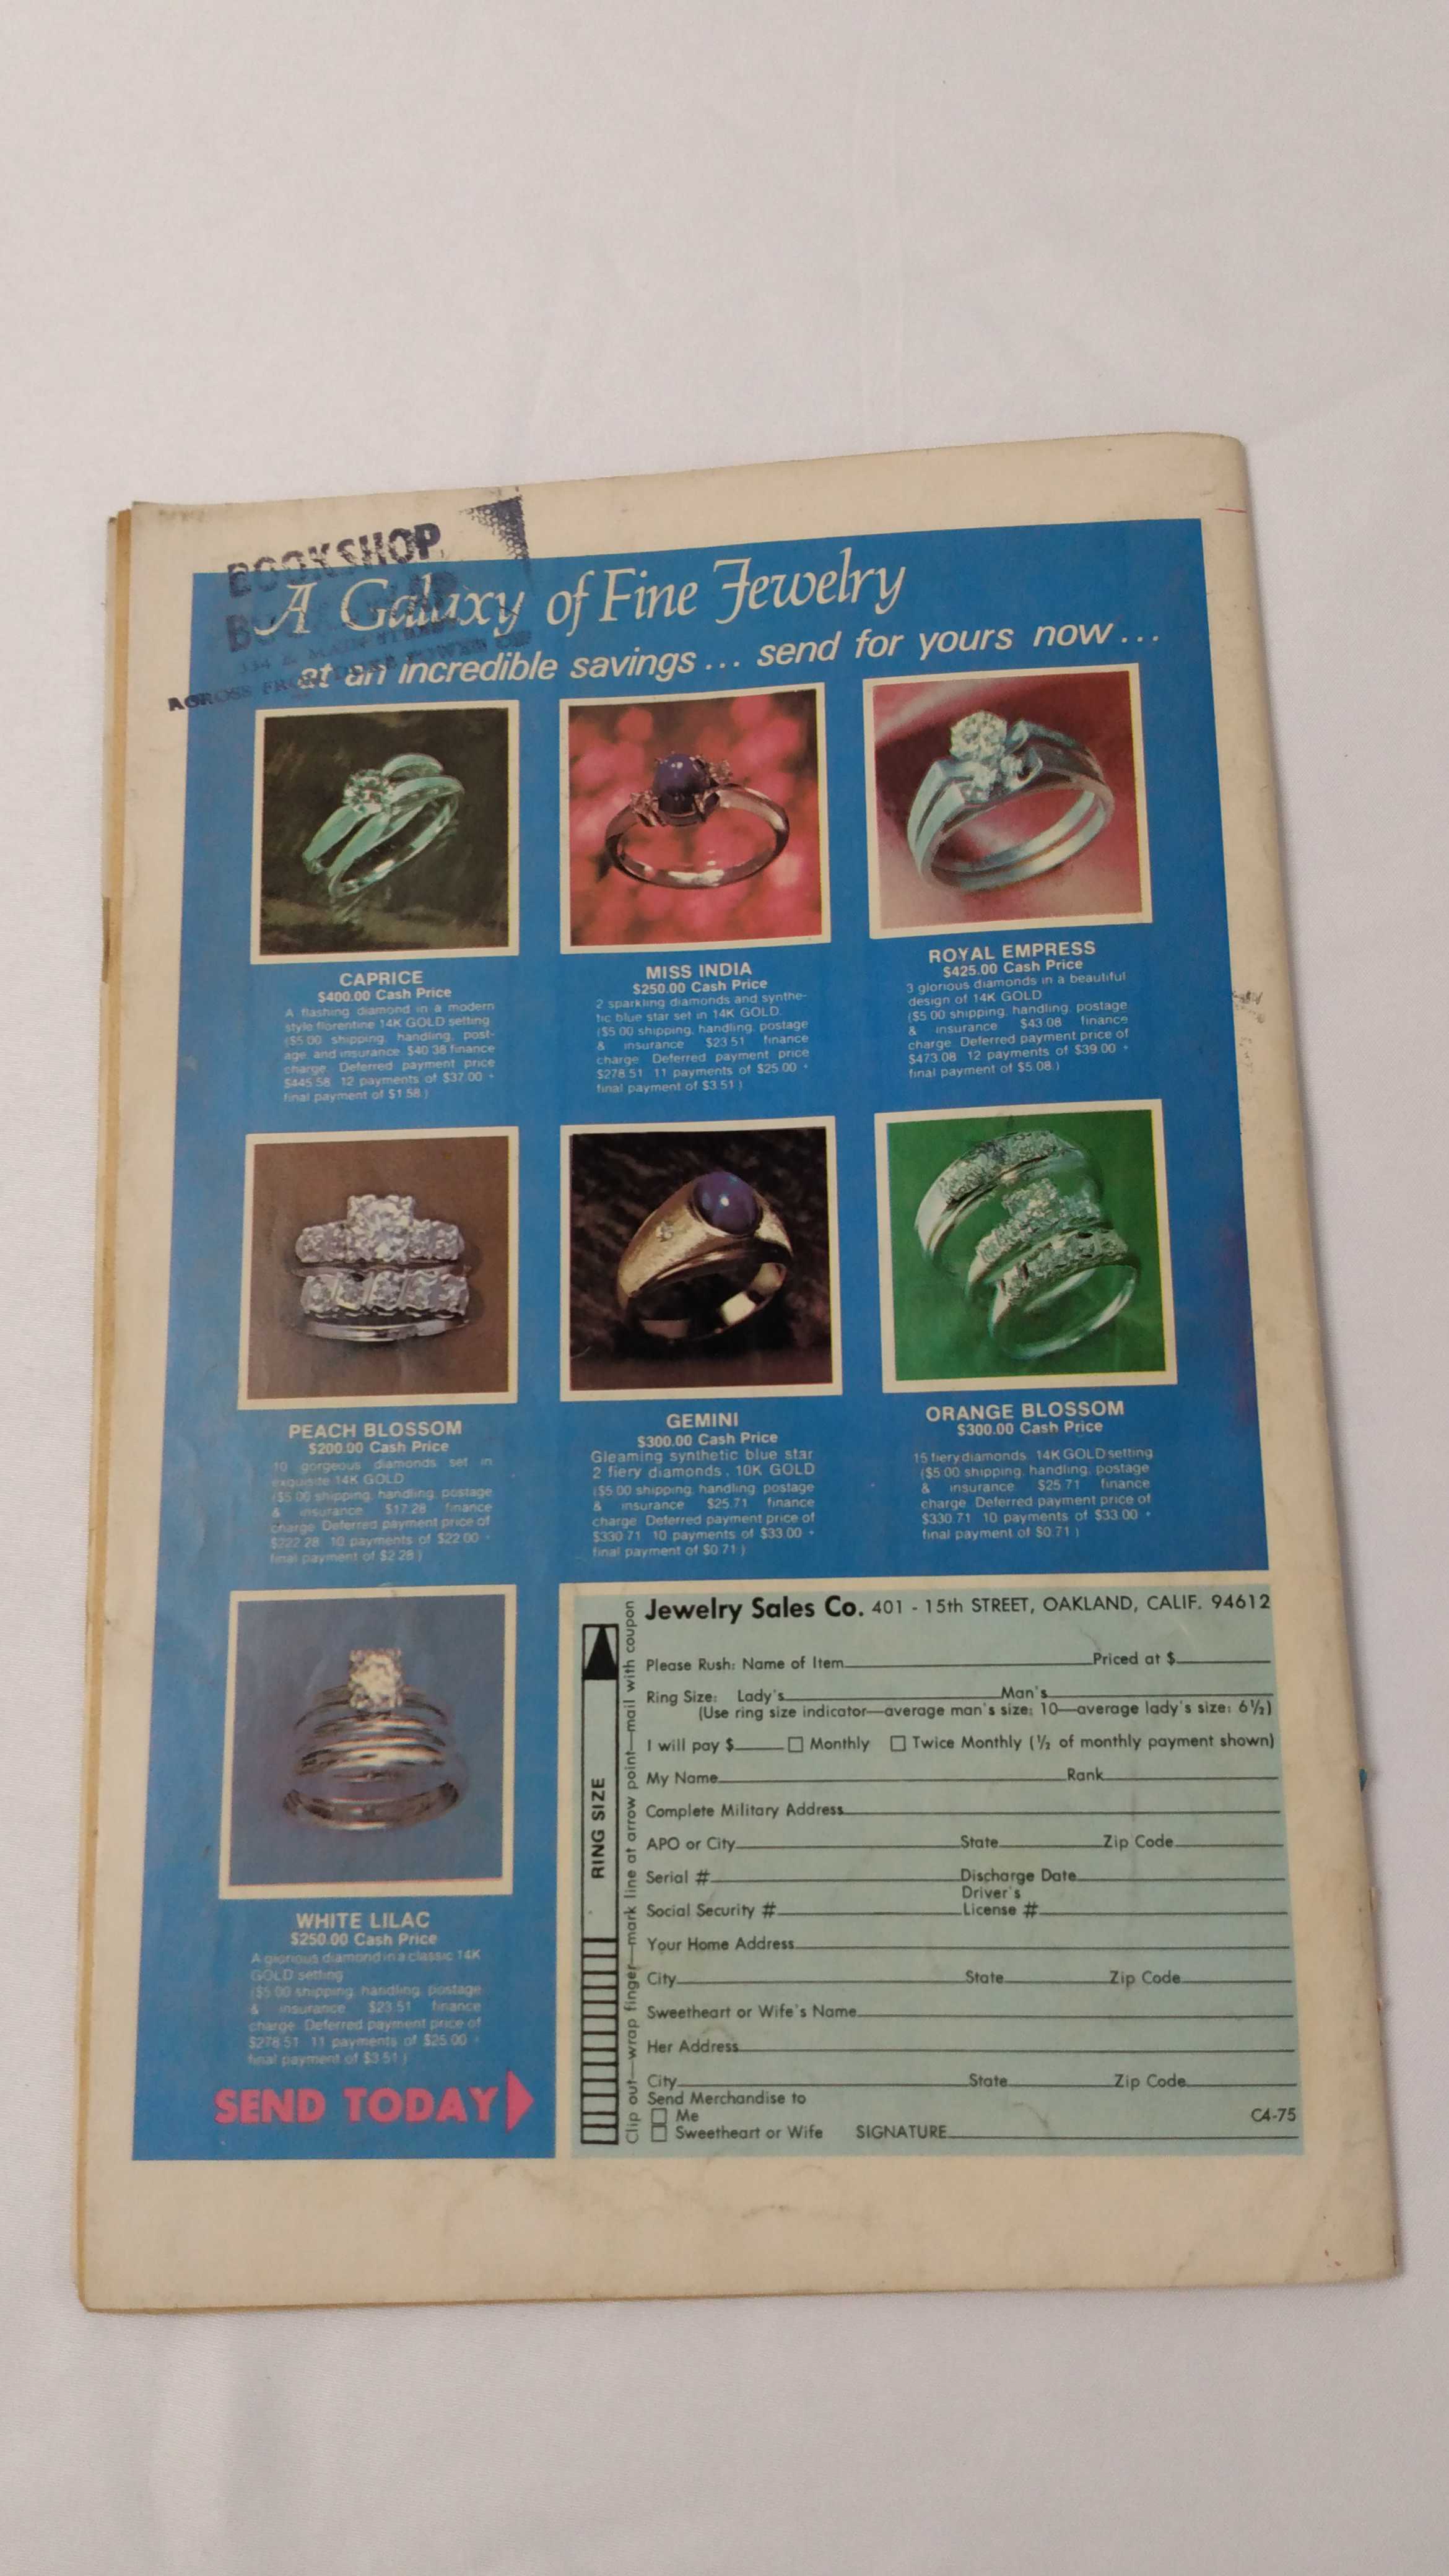 BOOKSHOP
A Galaxy of Fine Jewelry
at an incredible savings... send for yours now...
ACROSS FROM
CAPRICE
$400.00 Cash Price
A flashing diamond in a modern
style florentine 14K GOLD setting
($5.00 shipping, handling, post-
age, and insurance. $40.38 finance
charge. Deferred payment price
$445.58. 12 payments of $37.00 +
final payment of $1.58.)
MISS INDIA
$250.00 Cash Price
2 sparkling diamonds and synthe-
tic blue star set in 14K GOLD.
($5.00 shipping, handling, postage
& insurance $23.51 finance
charge. Deferred payment price
$278.51. 11 payments of $25.00 +
final payment of $3.51.)
ROYAL EMPRESS
$425.00 Cash Price
3 glorious diamonds in a beautiful
design of 14K GOLD
($5.00 shipping, handling, postage
& insurance $43.08 finance
charge. Deferred payment price of
$473.08. 12 payments of $39.00 +
final payment of $5.08.)
PEACH BLOSSOM
$200.00 Cash Price
10 gorgeous diamonds set in
exquisite 14K GOLD
($5.00 shipping, handling, postage
& insurance $17.28 finance
charge. Deferred payment price of
$222.28. 10 payments of $22.00 +
final payment of $2.28.)
GEMINI
$300.00 Cash Price
Gleaming synthetic blue star
2 fiery diamonds, 10K GOLD
($5.00 shipping, handling, postage
& insurance $25.71 finance
charge. Deferred payment price of
$330.71. 10 payments of $33.00 +
final payment of $0.71.)
ORANGE BLOSSOM
$300.00 Cash Price
15 fiery diamonds. 14K GOLD setting
($5.00 shipping, handling, postage
& insurance $25.71 finance
charge. Deferred payment price of
$330.71. 10 payments of $33.00 +
final payment of $0.71.)
WHITE LILAC
$250.00 Cash Price
A glorious diamond in a classic 14K
GOLD setting
($5.00 shipping, handling, postage
& insurance $23.51 finance
charge. Deferred payment price of
$278.51. 11 payments of $25.00 +
final payment of $3.51.)
SEND TODAY
RING SIZE
Clip out—wrap finger—mark line at arrow point—mail with coupon
Jewelry Sales Co. 401 - 15th STREET, OAKLAND, CALIF. 94612
Please Rush: Name of Item Priced at $
Ring Size: Lady's Man's
(Use ring size indicator—average man's size: 10—average lady's size: 6½)
I will pay $ Monthly Twice Monthly (½ of monthly payment shown)
My Name Rank
Complete Military Address
APO or City State Zip Code
Serial # Discharge Date
Social Security # Driver's License #
Your Home Address
City State Zip Code
Sweetheart or Wife's Name
Her Address
City State Zip Code
Send Merchandise to
Me
Sweetheart or Wife SIGNATURE
C4-75